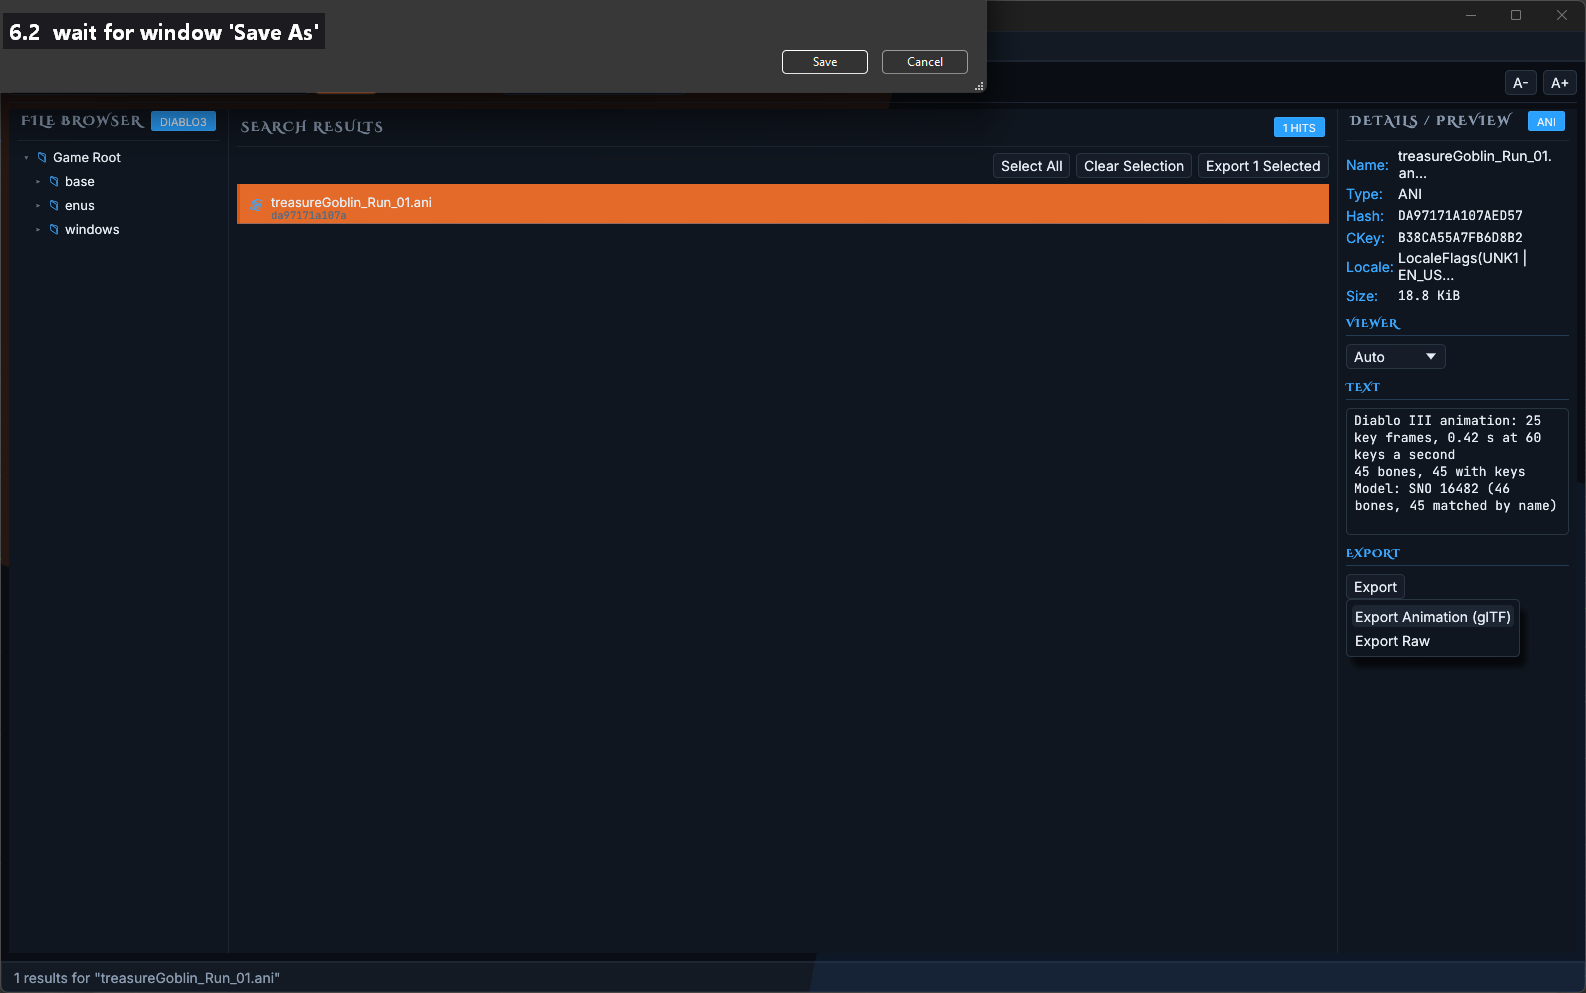 6.2 wait for window 'Save As'
Save
Cancel
A-
A+
FILE BROWSER
DIABLO3
Game Root
base
enus
windows
SEARCH RESULTS
1 HITS
Select All
Clear Selection
Export 1 Selected
treasureGoblin_Run_01.ani
da97171a107a
DETAILS / PREVIEW
ANI
Name: treasureGoblin_Run_01.
an...
Type: ANI
Hash: DA97171A107AED57
CKey: B38CA55A7FB6D8B2
Locale: LocaleFlags(UNK1 |
EN_US...
Size: 18.8 KiB
VIEWER
Auto
TEXT
Diablo III animation: 25
key frames, 0.42 s at 60
keys a second
45 bones, 45 with keys
Model: SNO 16482 (46
bones, 45 matched by name)
EXPORT
Export
Export Animation (glTF)
Export Raw
1 results for "treasureGoblin_Run_01.ani"